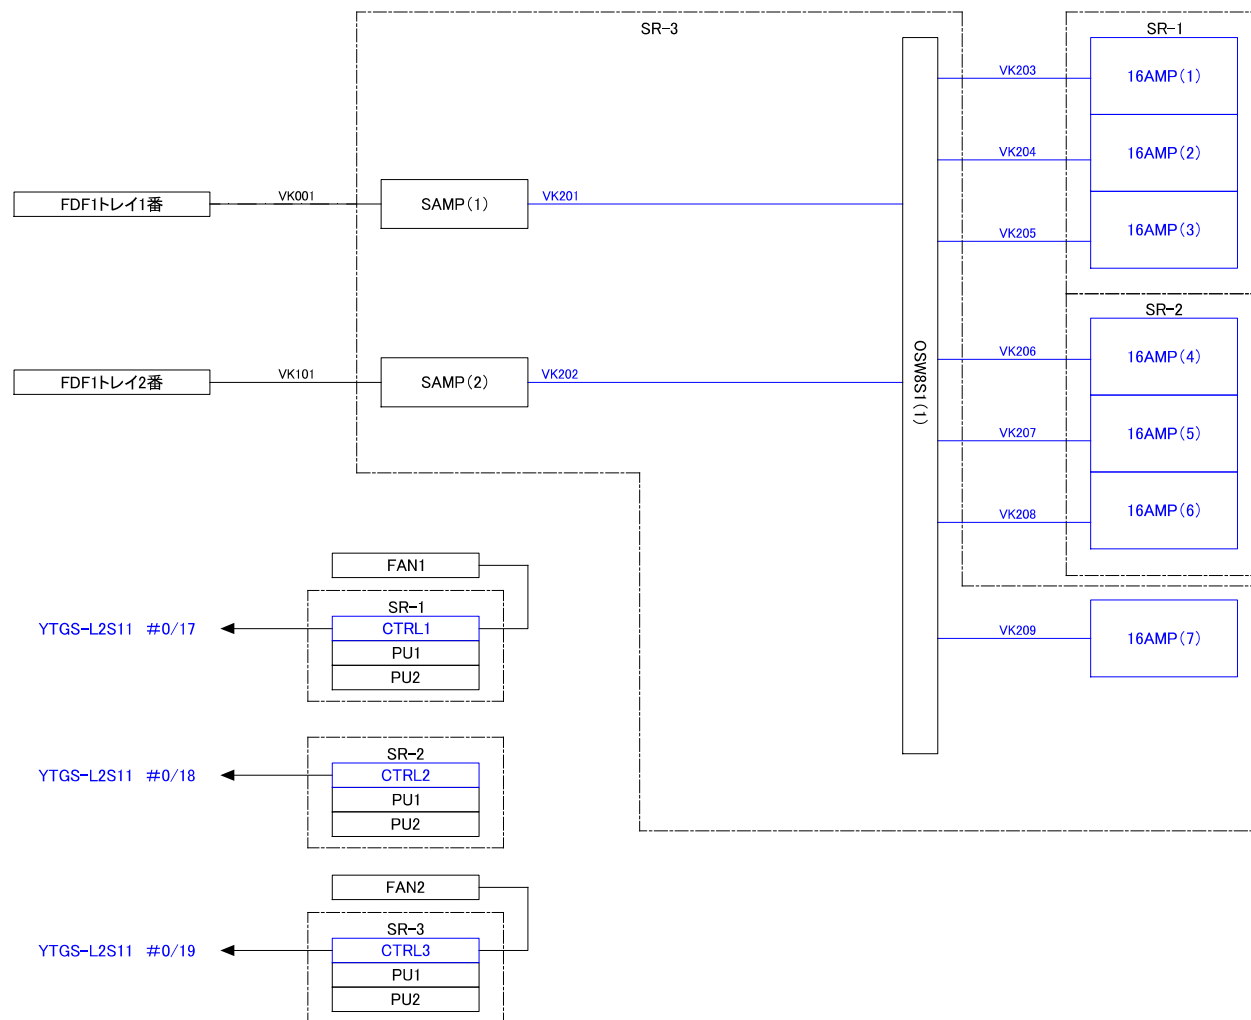 SR-3
SR-1
VK203
16AMP(1)
VK204
16AMP(2)
FDF1トレイ1番
VK001
SAMP(1)
VK201
VK205
16AMP(3)
SR-2
VK206
16AMP(4)
FDF1トレイ2番
VK101
SAMP(2)
VK202
OSW8S1(1)
VK207
16AMP(5)
VK208
16AMP(6)
VK209
16AMP(7)
FAN1
SR-1
YTGS-L2S11 #0/17
CTRL1
PU1
PU2
SR-2
YTGS-L2S11 #0/18
CTRL2
PU1
PU2
FAN2
SR-3
YTGS-L2S11 #0/19
CTRL3
PU1
PU2